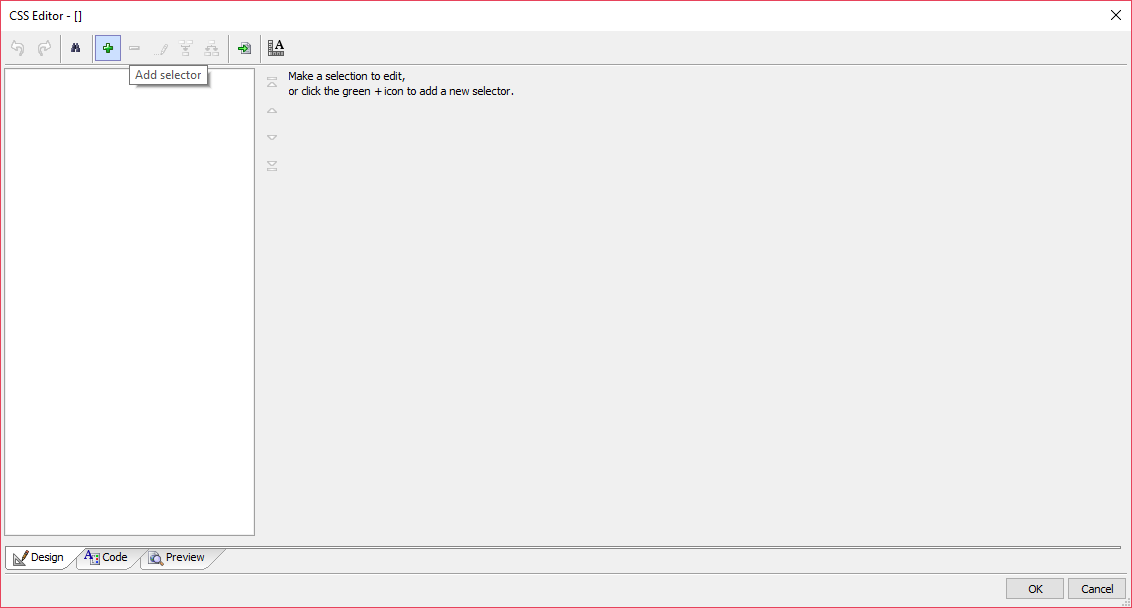 CSS Editor - []
Add selector
Make a selection to edit,
or click the green + icon to add a new selector.
Design
Code
Preview
OK
Cancel